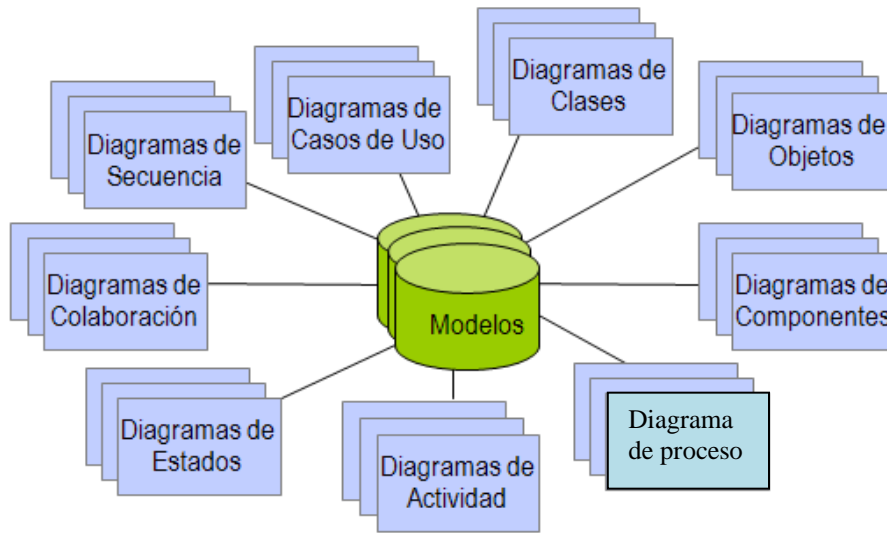 Diagramas de
Clases
Diagramas de
Casos de Uso
Diagramas de
Objetos
Diagramas de
Secuencia
Diagramas de
Colaboración
Diagramas de
Componentes
Modelos
Diagramas de
Estados
Diagrama
de proceso
Diagramas de
Actividad